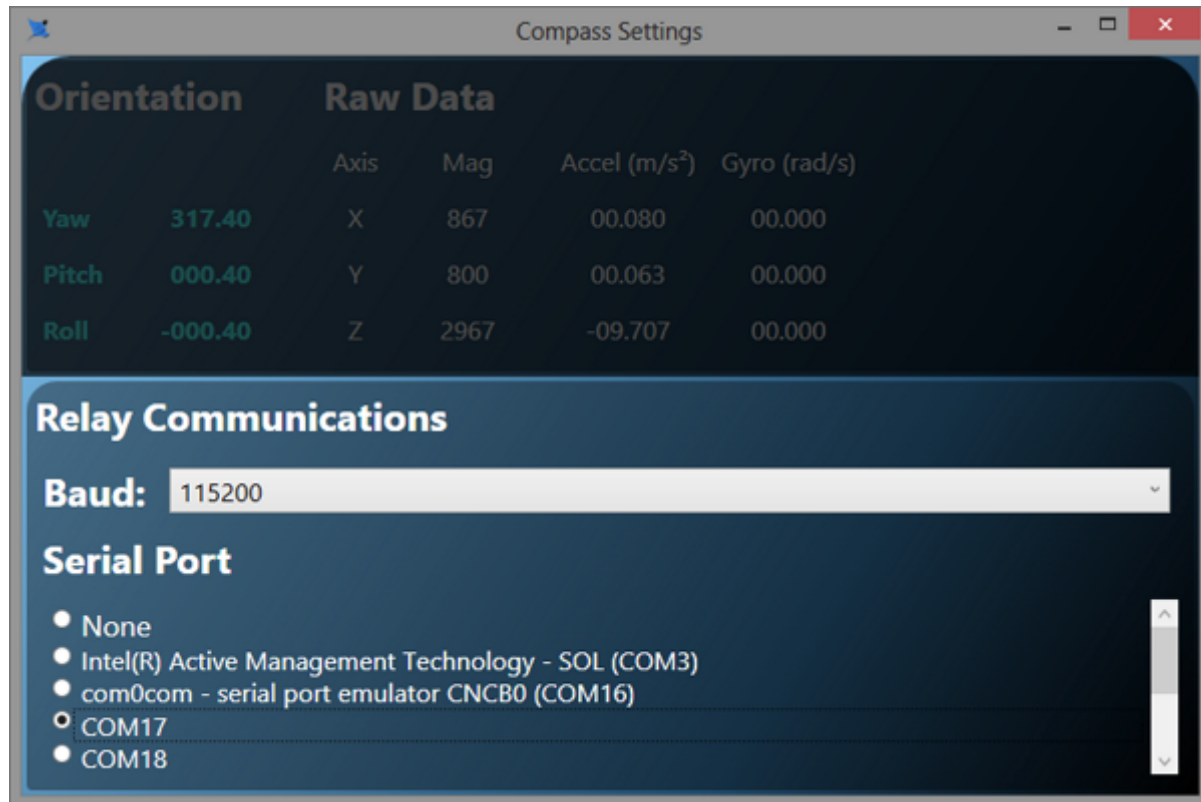 Compass Settings
Orientation Raw Data
Axis Mag Accel (m/s²) Gyro (rad/s)
Yaw 317.40 X 867 00.080 00.000
Pitch 000.40 Y 800 00.063 00.000
Roll -000.40 Z 2967 -09.707 00.000
Relay Communications
Baud: 115200
Serial Port
None
Intel(R) Active Management Technology - SOL (COM3)
com0com - serial port emulator CNCB0 (COM16)
COM17
COM18